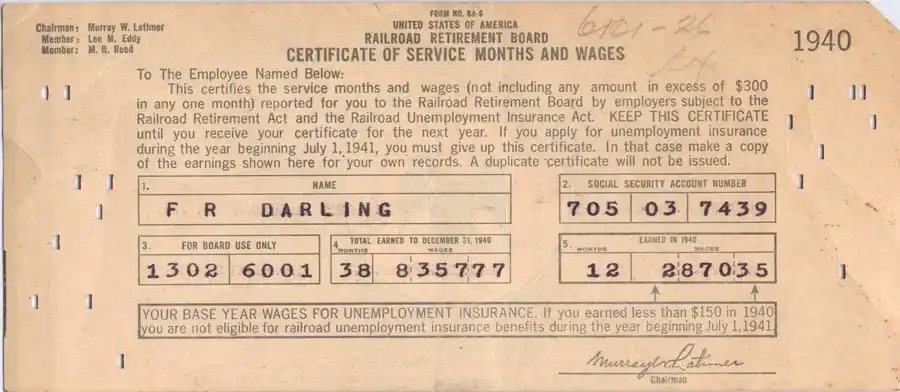 FORM NO. BA-6
Chairman: Murray W. Latimer
Member: Lee M. Eddy
Member: M. R. Reed
UNITED STATES OF AMERICA
RAILROAD RETIREMENT BOARD
CERTIFICATE OF SERVICE MONTHS AND WAGES
1940
To The Employee Named Below:
This certifies the service months and wages (not including any amount in excess of $300
in any one month) reported for you to the Railroad Retirement Board by employers subject to the
Railroad Retirement Act and the Railroad Unemployment Insurance Act. KEEP THIS CERTIFICATE
until you receive your certificate for the next year. If you apply for unemployment insurance
during the year beginning July 1, 1941, you must give up this certificate. In that case make a copy
of the earnings shown here for your own records. A duplicate certificate will not be issued.
1. NAME
F R DARLING
2. SOCIAL SECURITY ACCOUNT NUMBER
705 03 7439
3. FOR BOARD USE ONLY
1302 6001
4. TOTAL EARNED TO DECEMBER 31, 1940
MONTHS WAGES
38 835777
5. EARNED IN 1940
MONTHS WAGES
12 287035
YOUR BASE YEAR WAGES FOR UNEMPLOYMENT INSURANCE. If you earned less than $150 in 1940
you are not eligible for railroad unemployment insurance benefits during the year beginning July 1, 1941.
Murray W. Latimer
Chairman